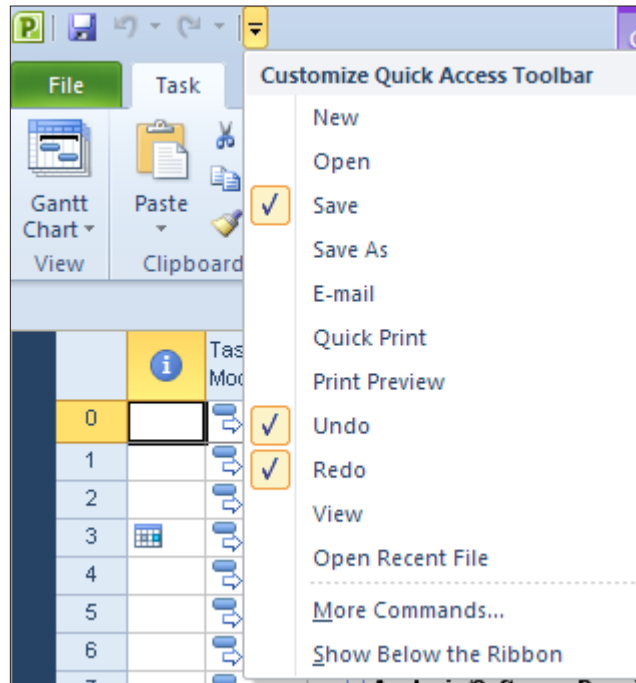 P
File
Task
Gantt
Chart
View
Paste
Clipboard
Customize Quick Access Toolbar
New
Open
Save
Save As
E-mail
Quick Print
Print Preview
Undo
Redo
View
Open Recent File
More Commands...
Show Below the Ribbon
0
1
2
3
4
5
6